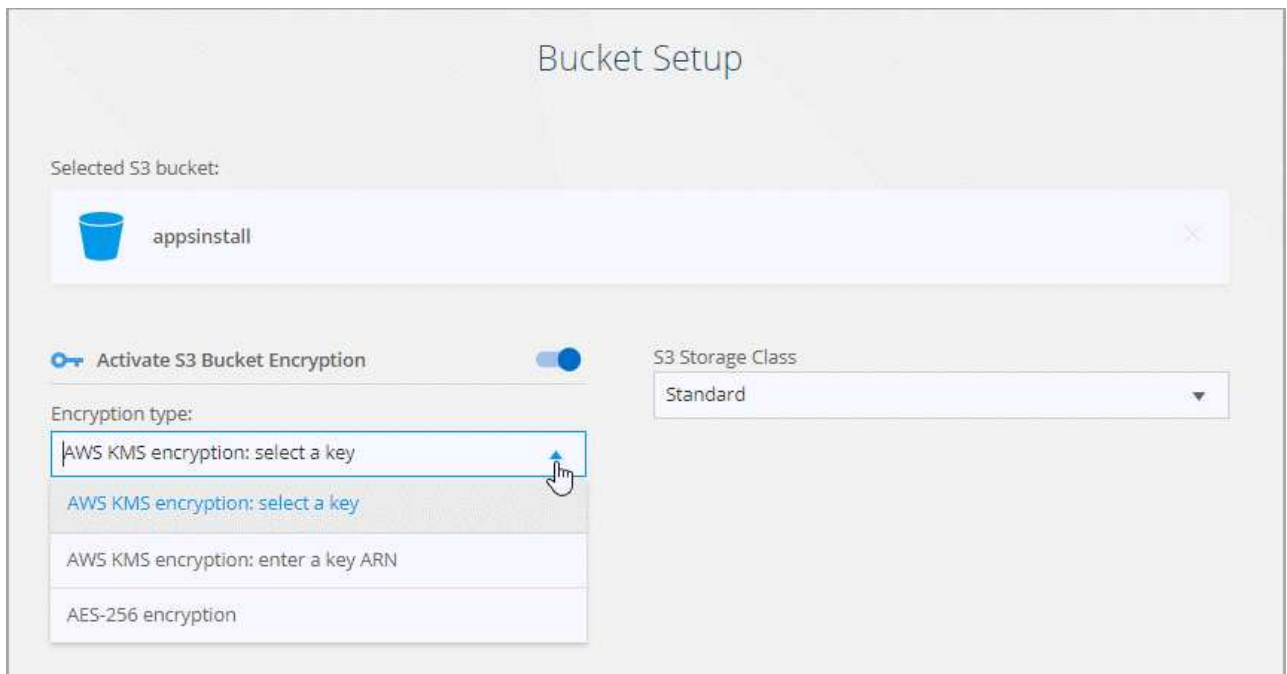 Bucket Setup
Selected S3 bucket:
appsinstall
Activate S3 Bucket Encryption
Encryption type:
AWS KMS encryption: select a key
AWS KMS encryption: select a key
AWS KMS encryption: enter a key ARN
AES-256 encryption
S3 Storage Class
Standard